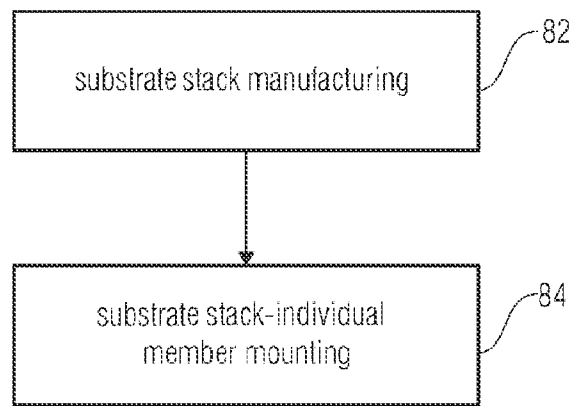 substrate stack manufacturing
82
substrate stack-individual
member mounting
84